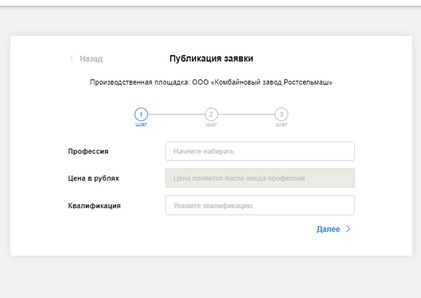 Назад
Публикация заявки
Производственная площадка: ООО «Комбайновый завод Ростсельмаш»
1 2 3
шаг шаг шаг
Профессия Начните набирать
Цена в рублях Цена появится после ввода профессии
Квалификация Укажите квалификацию
Далее